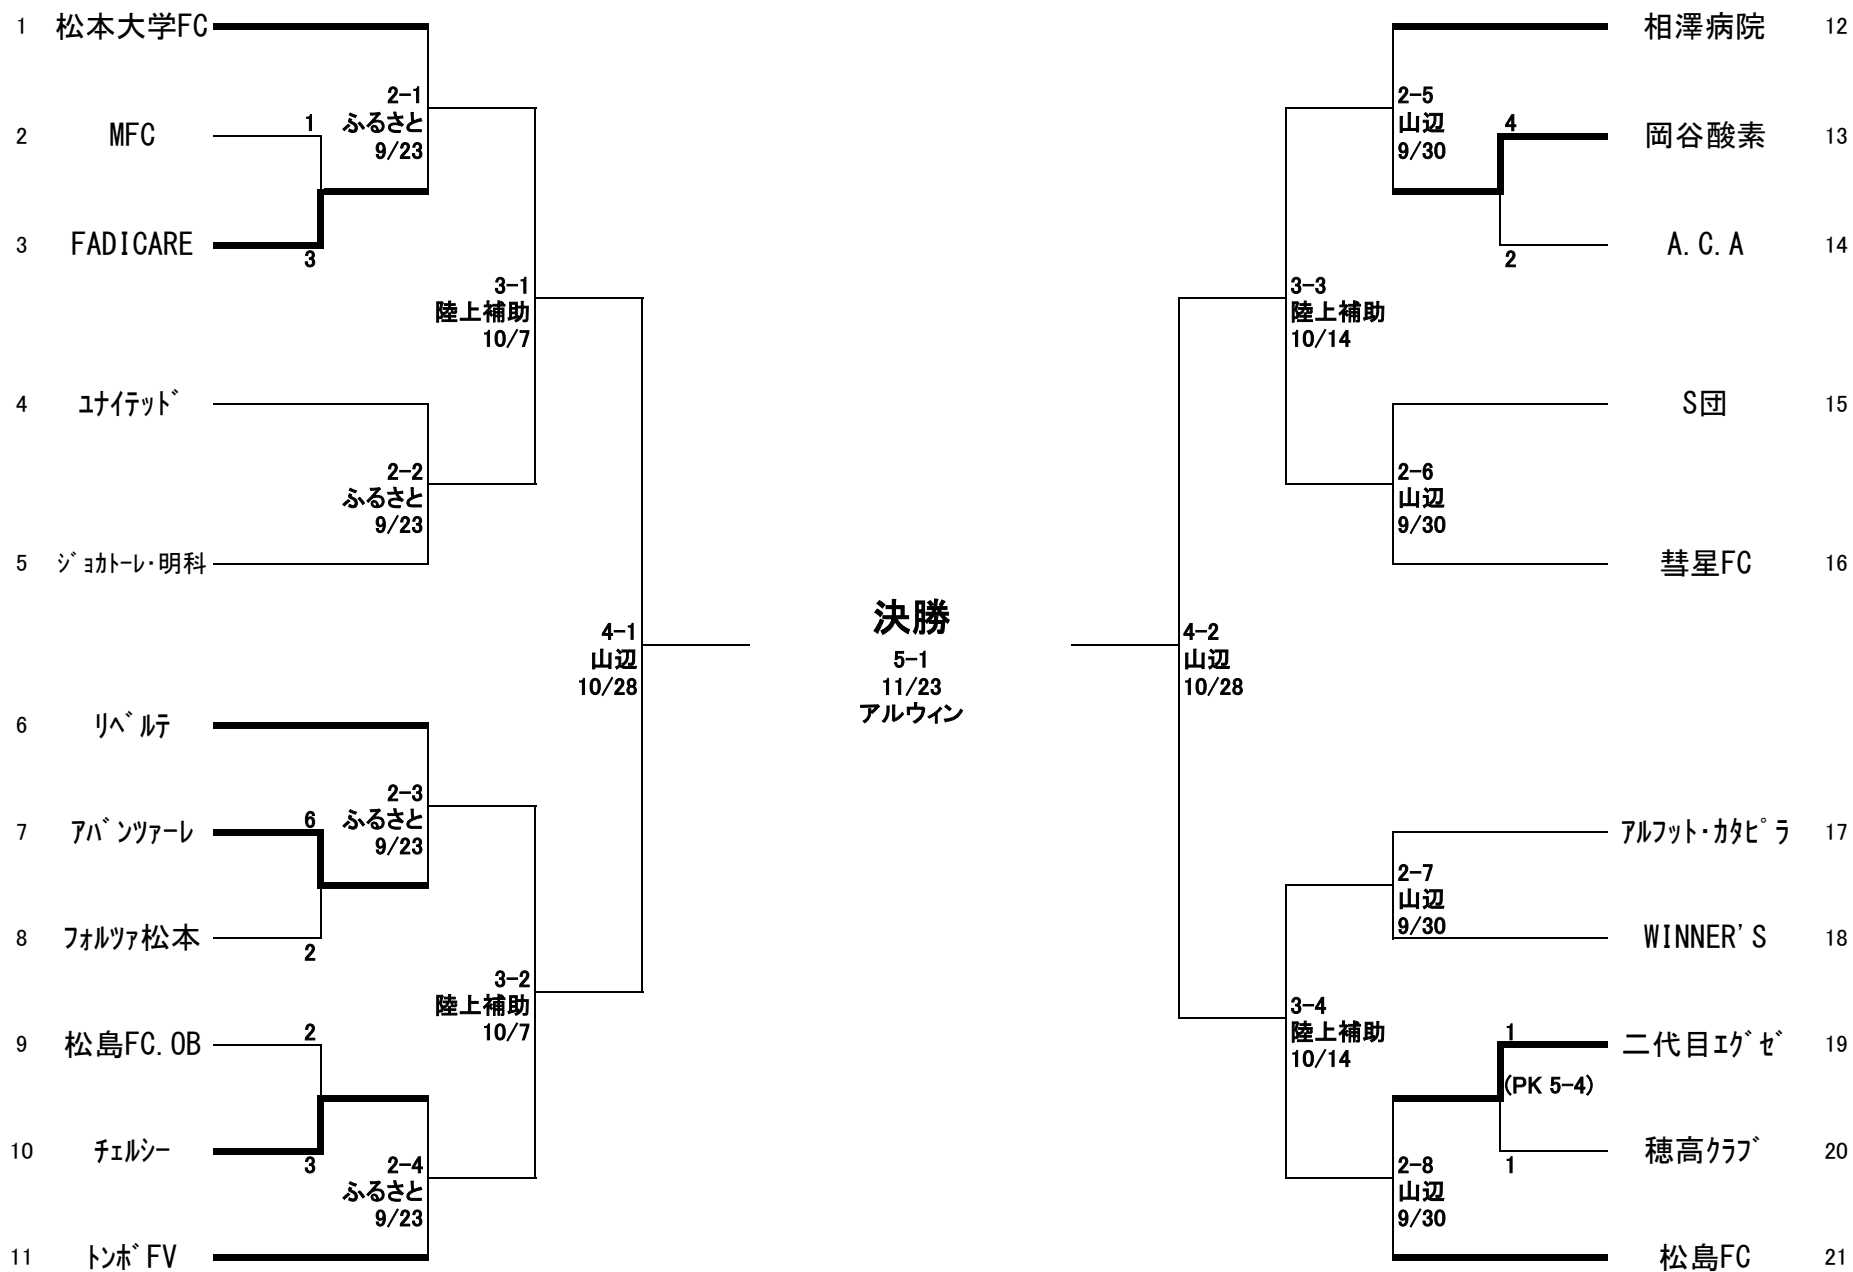 1 松本大学FC
2-1
ふるさと
9/23
2 MFC 1
3 FADICARE 3
3-1
陸上補助
10/7
4 ﾕﾅｲﾃｯﾄﾞ
2-2
ふるさと
9/23
5 ｼﾞｮｶﾄｰﾚ･明科
4-1
山辺
10/28
6 ﾘﾍﾞﾙﾃ
2-3
ふるさと
9/23
7 ｱﾊﾞﾝﾂｧｰﾚ 6
8 ﾌｫﾙﾂｧ松本 2
3-2
陸上補助
10/7
9 松島FC.OB 2
10 ﾁｪﾙｼｰ 3
2-4
ふるさと
9/23
11 ﾄﾝﾎﾞFV
決勝
5-1
11/23
アルウィン
相澤病院 12
2-5
山辺
9/30
4 岡谷酸素 13
2 A.C.A 14
3-3
陸上補助
10/14
S団 15
2-6
山辺
9/30
彗星FC 16
4-2
山辺
10/28
ｱﾙﾌｯﾄ･ｶﾀﾋﾟﾗ 17
2-7
山辺
9/30
WINNER'S 18
3-4
陸上補助
10/14
1 二代目ｴｸﾞｾﾞ 19
(PK 5-4)
1 穂高ｸﾗﾌﾞ 20
2-8
山辺
9/30
松島FC 21